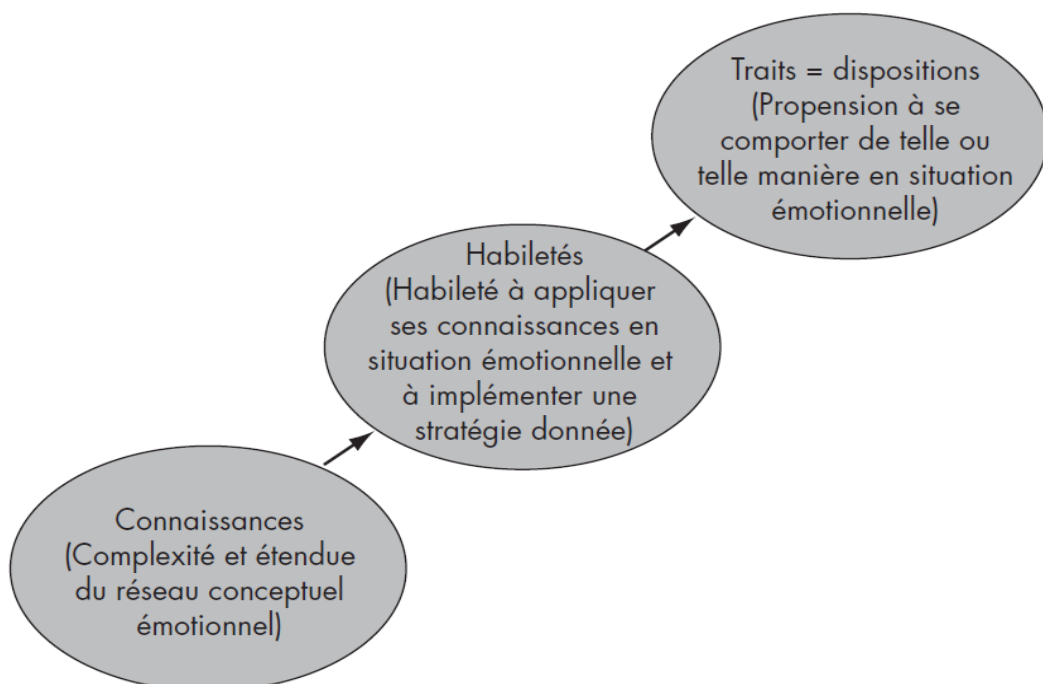 Traits = dispositions
(Propension à se
comporter de telle ou
telle manière en situation
émotionnelle)
Habiletés
(Habileté à appliquer
ses connaissances en
situation émotionnelle et
à implémenter une
stratégie donnée)
Connaissances
(Complexité et étendue
du réseau conceptuel
émotionnel)